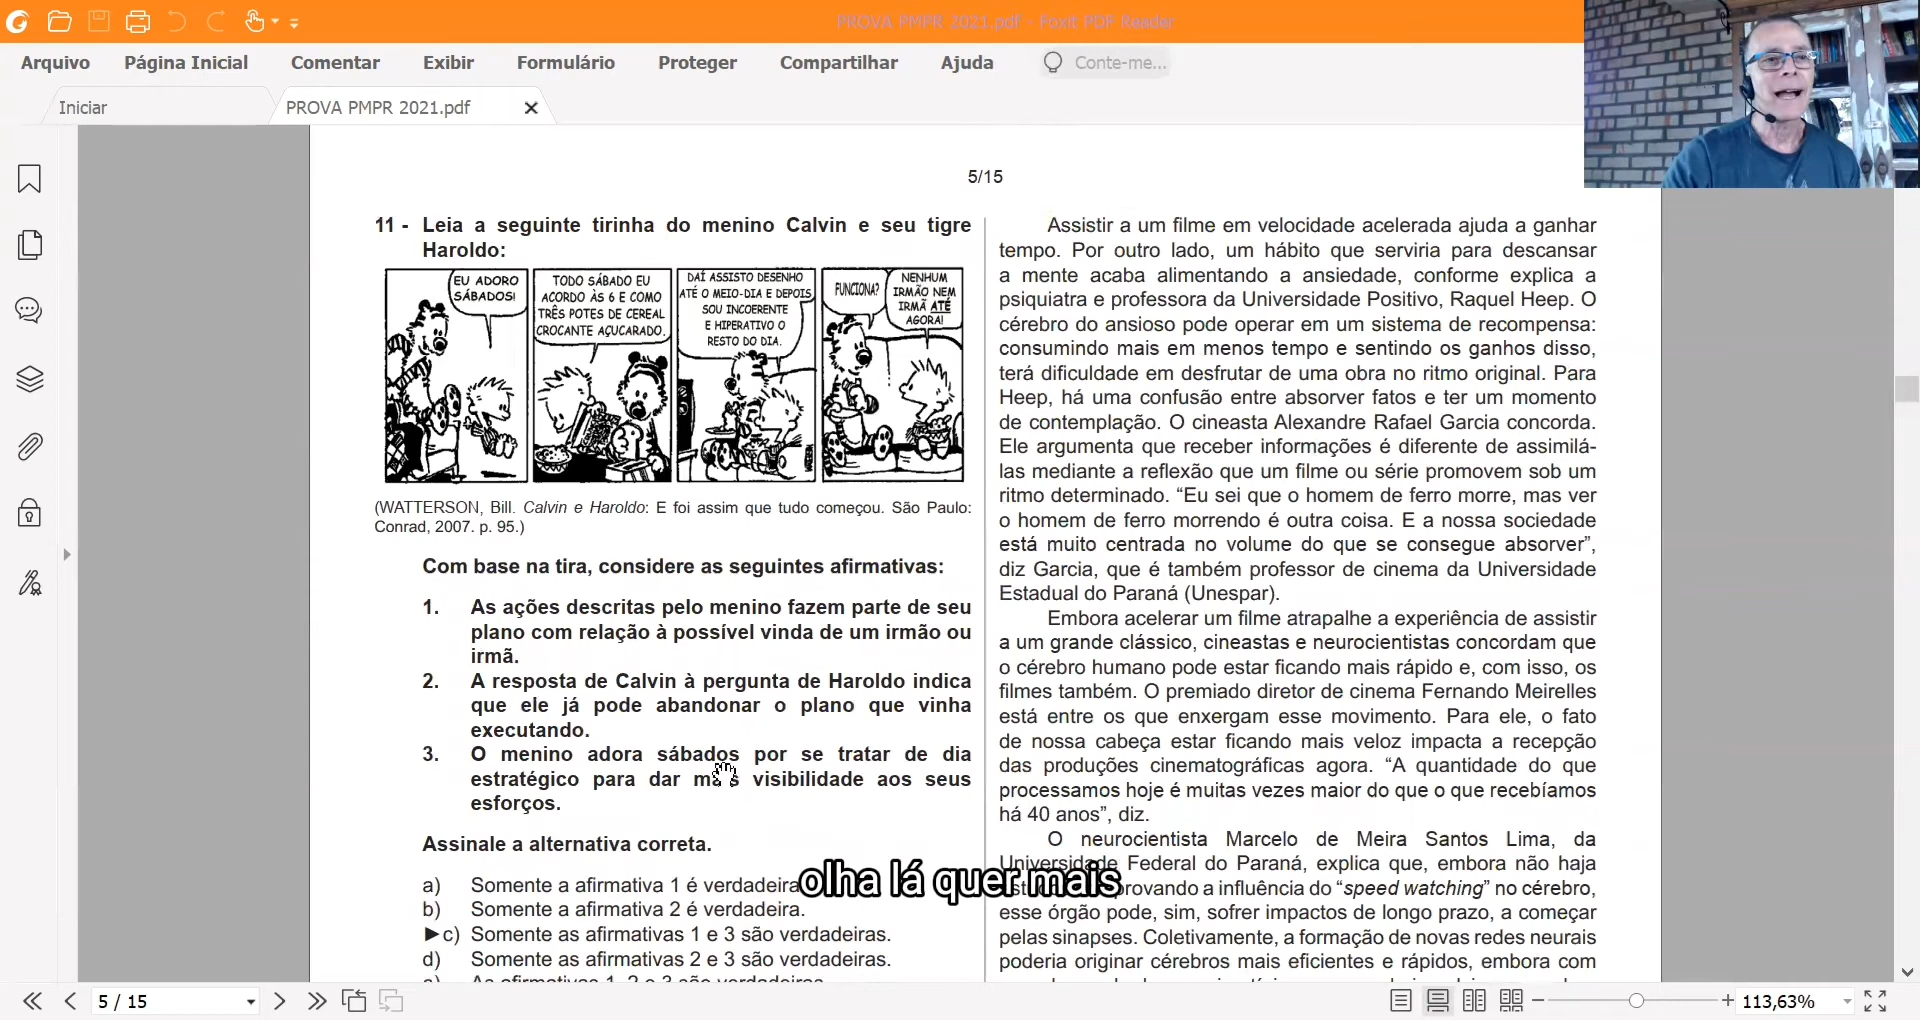 PROVA PMPR 2021.pdf - Foxit PDF Reader
Arquivo Página Inicial Comentar Exibir Formulário Proteger Compartilhar Ajuda Conte-me...
Iniciar
PROVA PMPR 2021.pdf
5/15
11 - Leia a seguinte tirinha do menino Calvin e seu tigre
Haroldo:
EU ADORO
SÁBADOS!
TODO SÁBADO EU
ACORDO ÀS 6 E COMO
TRÊS POTES DE CEREAL
CROCANTE AÇUCARADO.
DAÍ ASSISTO DESENHO
ATÉ O MEIO-DIA E DEPOIS
SOU INCOERENTE
E HIPERATIVO O
RESTO DO DIA.
FUNCIONA?
NENHUM
IRMÃO NEM
IRMÃ ATÉ
AGORA!
(WATTERSON, Bill. Calvin e Haroldo: E foi assim que tudo começou. São Paulo:
Conrad, 2007. p. 95.)
Com base na tira, considere as seguintes afirmativas:
1. As ações descritas pelo menino fazem parte de seu
plano com relação à possível vinda de um irmão ou
irmã.
2. A resposta de Calvin à pergunta de Haroldo indica
que ele já pode abandonar o plano que vinha
executando.
3. O menino adora sábados por se tratar de dia
estratégico para dar mais visibilidade aos seus
esforços.
Assinale a alternativa correta.
a) Somente a afirmativa 1 é verdadeira
b) Somente a afirmativa 2 é verdadeira.
►c) Somente as afirmativas 1 e 3 são verdadeiras.
d) Somente as afirmativas 2 e 3 são verdadeiras.
Assistir a um filme em velocidade acelerada ajuda a ganhar
tempo. Por outro lado, um hábito que serviria para descansar
a mente acaba alimentando a ansiedade, conforme explica a
psiquiatra e professora da Universidade Positivo, Raquel Heep. O
cérebro do ansioso pode operar em um sistema de recompensa:
consumindo mais em menos tempo e sentindo os ganhos disso,
terá dificuldade em desfrutar de uma obra no ritmo original. Para
Heep, há uma confusão entre absorver fatos e ter um momento
de contemplação. O cineasta Alexandre Rafael Garcia concorda.
Ele argumenta que receber informações é diferente de assimilá-
las mediante a reflexão que um filme ou série promovem sob um
ritmo determinado. “Eu sei que o homem de ferro morre, mas ver
o homem de ferro morrendo é outra coisa. E a nossa sociedade
está muito centrada no volume do que se consegue absorver”,
diz Garcia, que é também professor de cinema da Universidade
Estadual do Paraná (Unespar).
Embora acelerar um filme atrapalhe a experiência de assistir
a um grande clássico, cineastas e neurocientistas concordam que
o cérebro humano pode estar ficando mais rápido e, com isso, os
filmes também. O premiado diretor de cinema Fernando Meirelles
está entre os que enxergam esse movimento. Para ele, o fato
de nossa cabeça estar ficando mais veloz impacta a recepção
das produções cinematográficas agora. “A quantidade do que
processamos hoje é muitas vezes maior do que o que recebíamos
há 40 anos”, diz.
O neurocientista Marcelo de Meira Santos Lima, da
Universidade Federal do Paraná, explica que, embora não haja
provando a influência do “speed watching” no cérebro,
esse órgão pode, sim, sofrer impactos de longo prazo, a começar
pelas sinapses. Coletivamente, a formação de novas redes neurais
poderia originar cérebros mais eficientes e rápidos, embora com
olha lá quer mais
5 / 15
113,63%